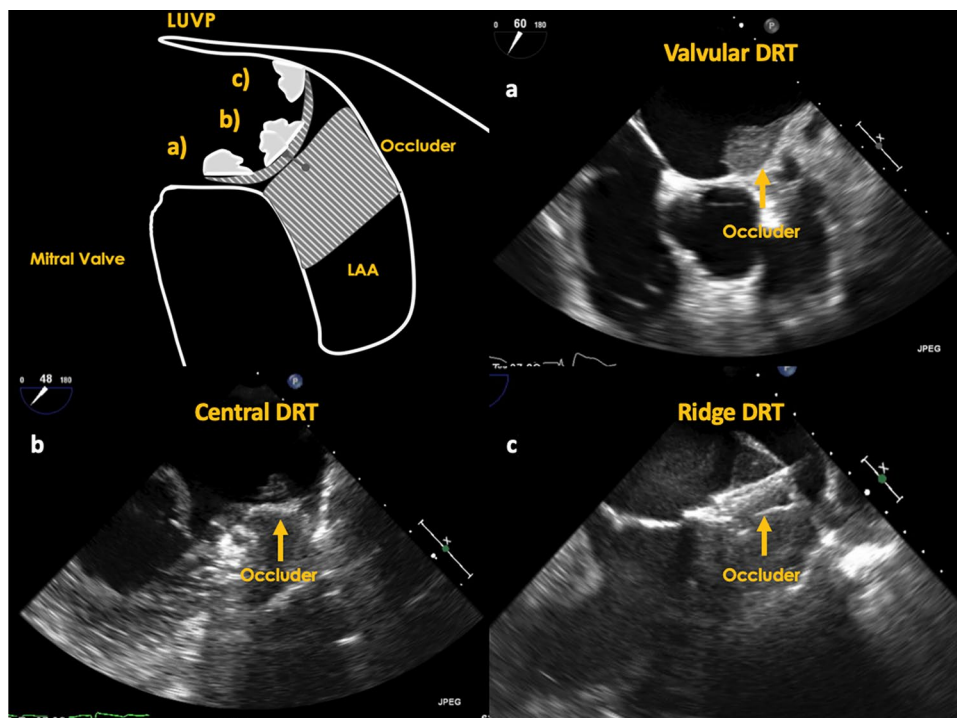 LUVP
c)
b)
a)
Occluder
Mitral Valve
LAA
0 60 180
P
Valvular DRT
a
x
Occluder
JPEG
0 48 180
P
Central DRT
b
x
Occluder
JPEG
P
Ridge DRT
c
x
Occluder